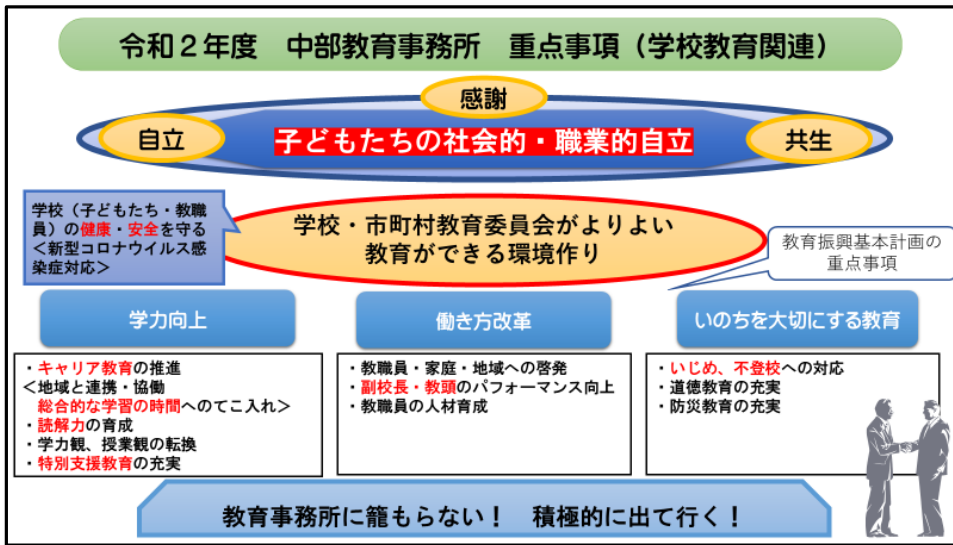 令和２年度　中部教育事務所　重点事項（学校教育関連）
感謝
自立
子どもたちの社会的・職業的自立
共生
学校（子どもたち・教職
員）の健康・安全を守る
＜新型コロナウイルス感
染症対応＞
学校・市町村教育委員会がよりよい
教育ができる環境作り
教育振興基本計画の
重点事項
学力向上
・キャリア教育の推進
＜地域と連携・協働
総合的な学習の時間へのてこ入れ＞
・読解力の育成
・学力観、授業観の転換
・特別支援教育の充実
働き方改革
・教職員・家庭・地域への啓発
・副校長・教頭のパフォーマンス向上
・教職員の人材育成
いのちを大切にする教育
・いじめ、不登校への対応
・道徳教育の充実
・防災教育の充実
教育事務所に籠もらない！　積極的に出て行く！